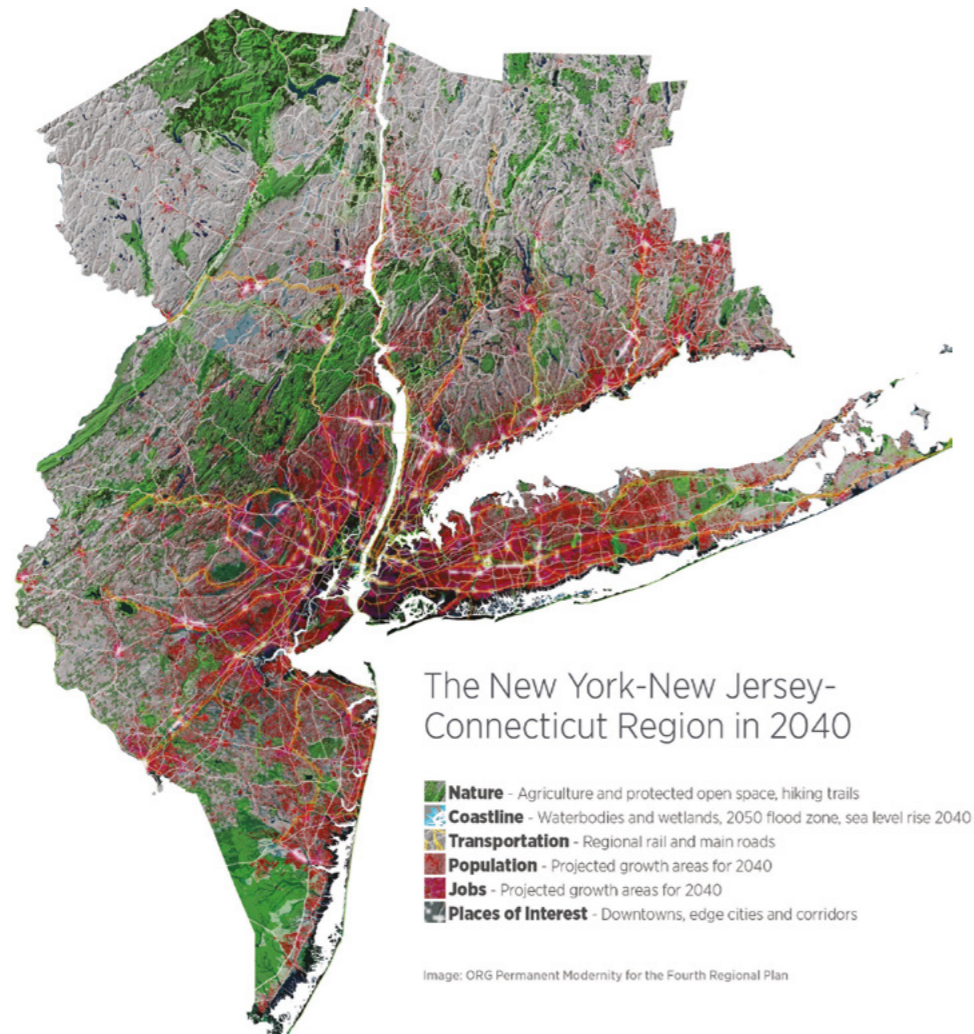 The New York-New Jersey-
Connecticut Region in 2040
Nature - Agriculture and protected open space, hiking trails
Coastline - Waterbodies and wetlands, 2050 flood zone, sea level rise 2040
Transportation - Regional rail and main roads
Population - Projected growth areas for 2040
Jobs - Projected growth areas for 2040
Places of Interest - Downtowns, edge cities and corridors
Image: ORG Permanent Modernity for the Fourth Regional Plan